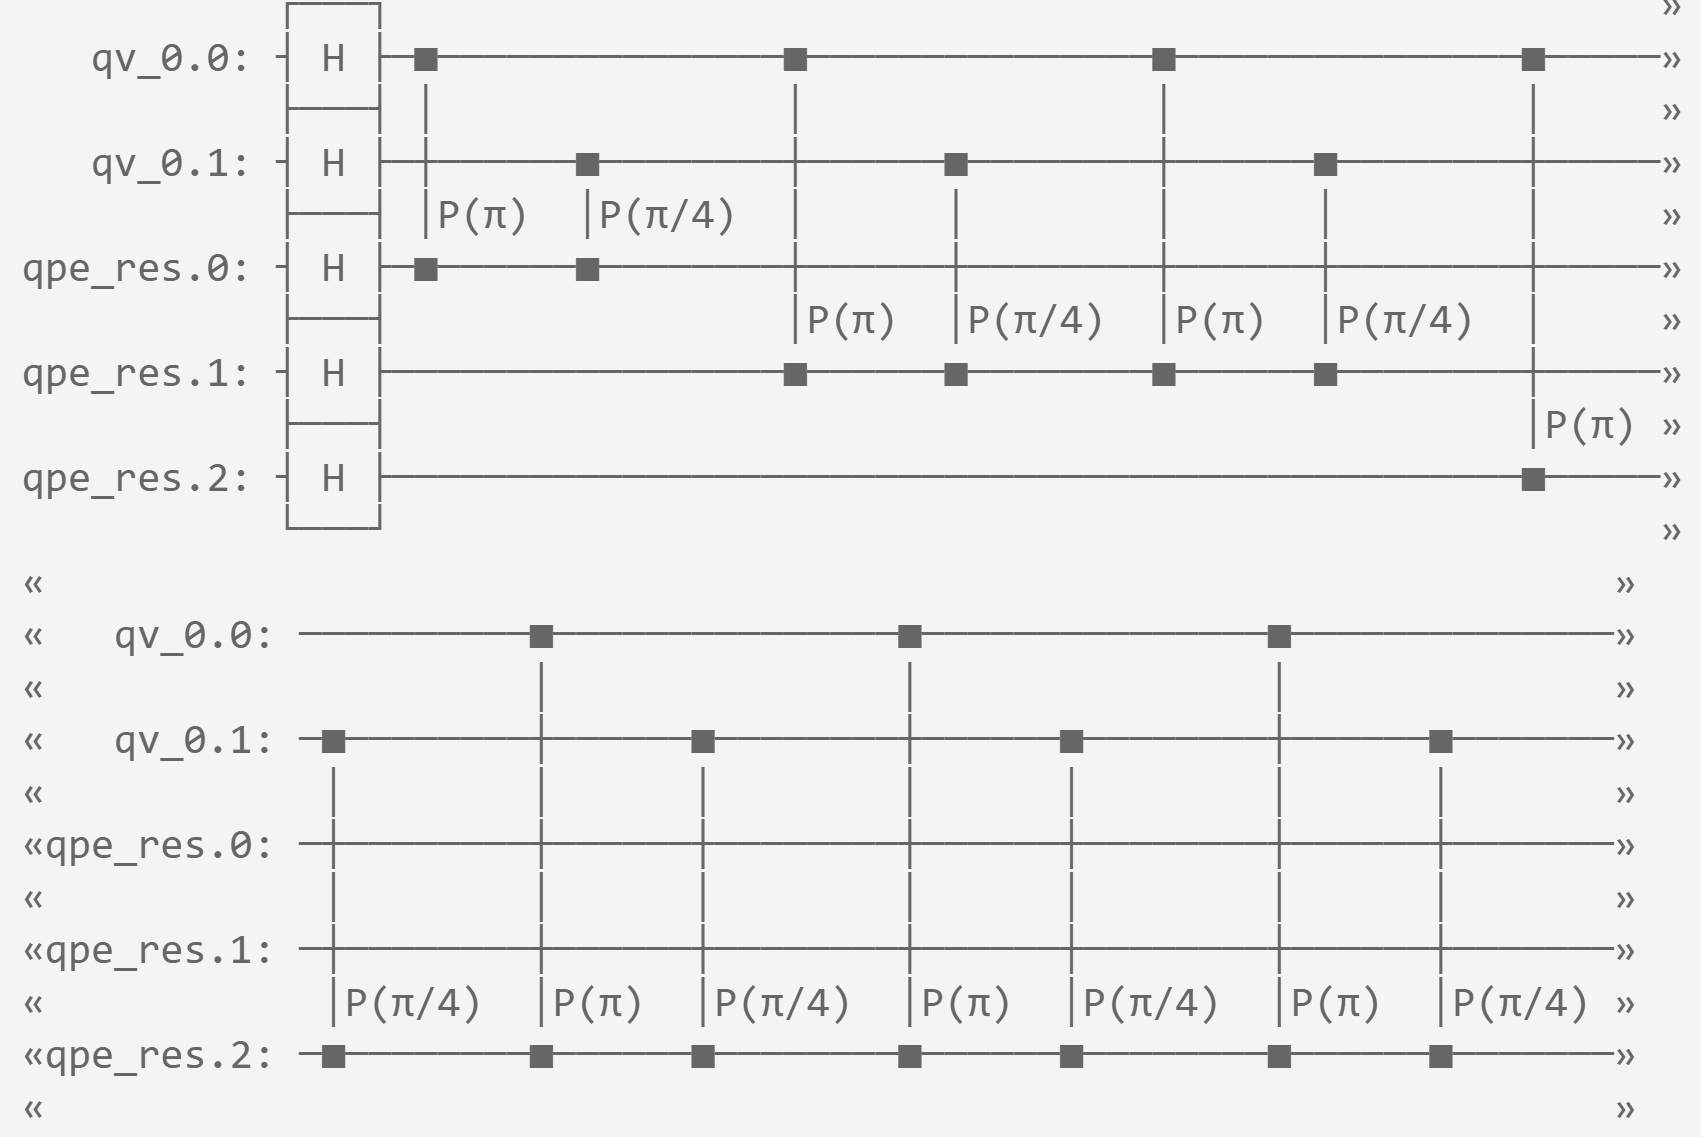 »
qv_0.0: H »
»
qv_0.1: H »
P(π) P(π/4) »
qpe_res.0: H »
P(π) P(π/4) P(π) P(π/4) »
qpe_res.1: H »
P(π) »
qpe_res.2: H »
»
« »
« qv_0.0: »
« »
« qv_0.1: »
« »
«qpe_res.0: »
« »
«qpe_res.1: »
« P(π/4) P(π) P(π/4) P(π) P(π/4) P(π) P(π/4) »
«qpe_res.2: »
« »